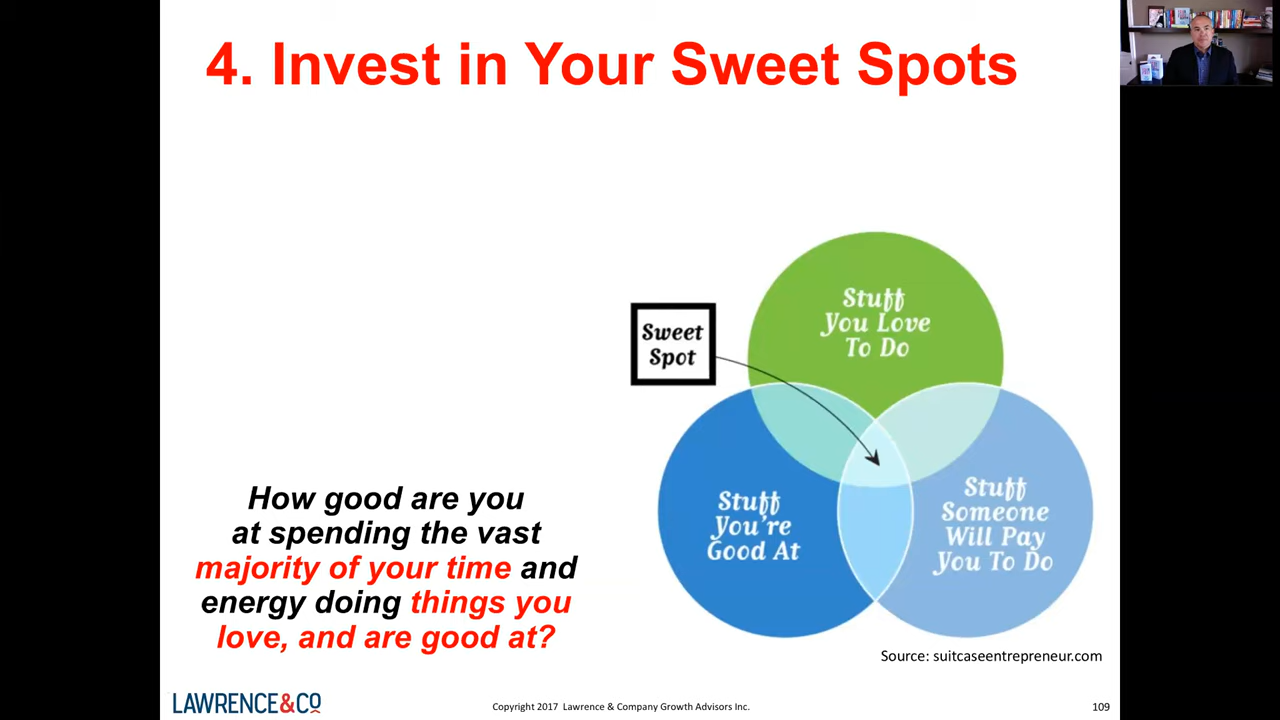 4. Invest in Your Sweet Spots
Sweet
Spot
Stuff
You Love
To Do
Stuff
You're
Good At
Stuff
Someone
Will Pay
You To Do
How good are you
at spending the vast
majority of your time and
energy doing things you
love, and are good at?
Source: suitcaseentrepreneur.com
LAWRENCE&CO
Copyright 2017 Lawrence & Company Growth Advisors Inc.
109